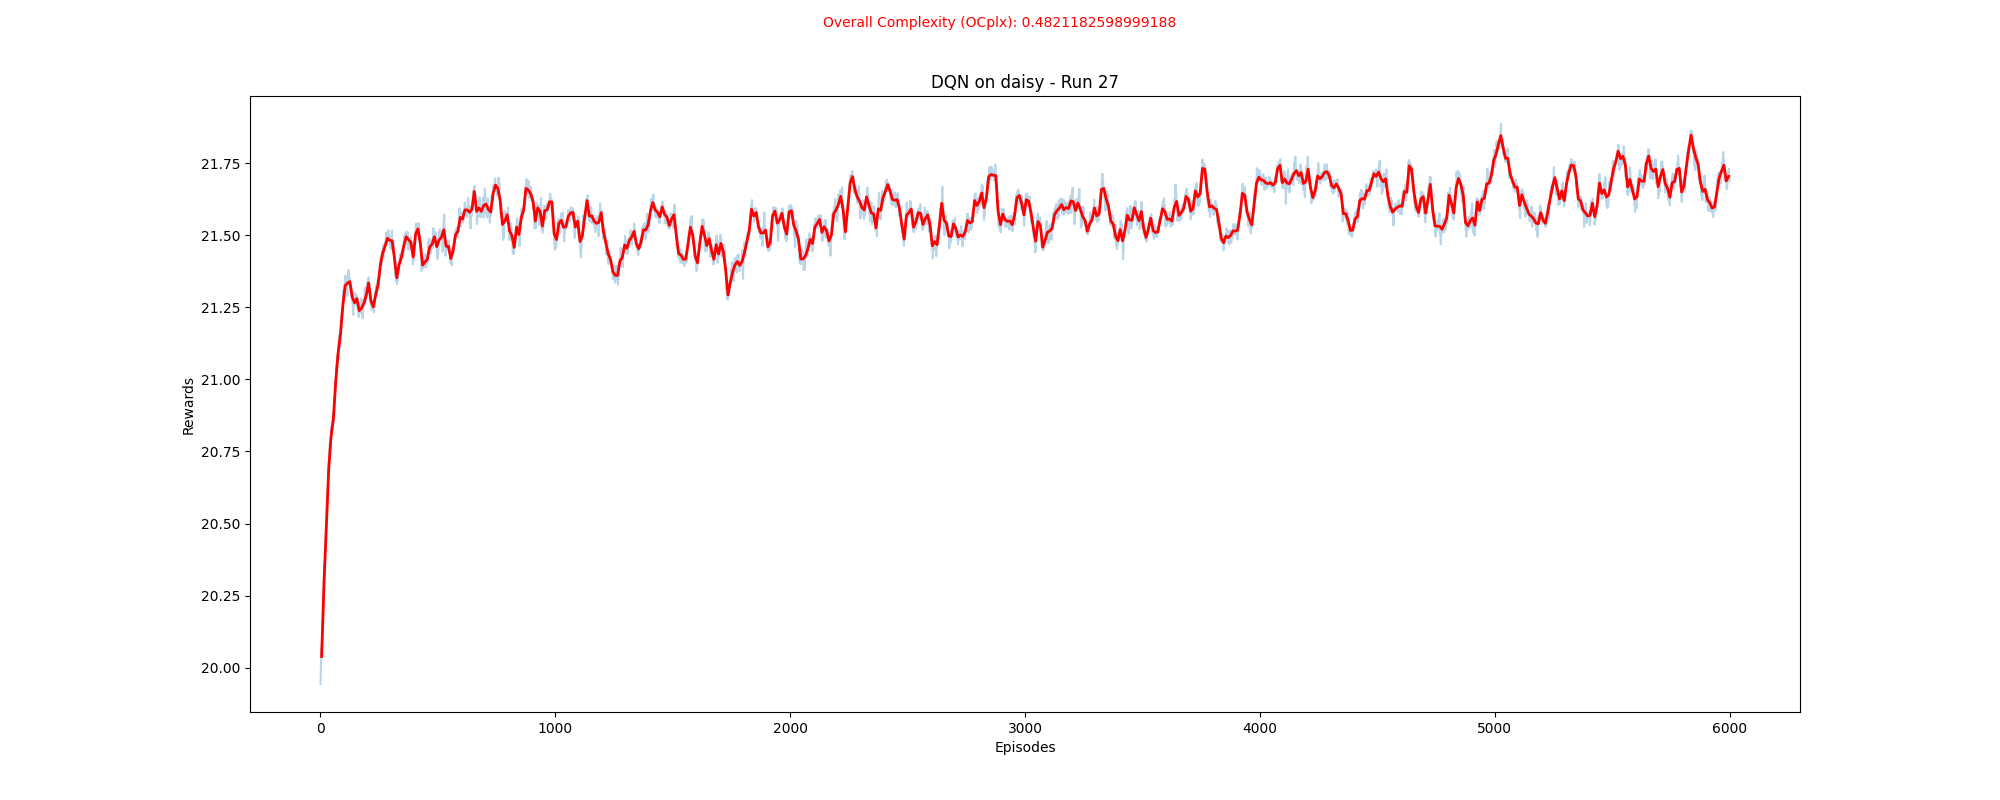 Overall Complexity (OCplx): 0.4821182598999188
DQN on daisy - Run 27
Rewards
21.75
21.50
21.25
21.00
20.75
20.50
20.25
20.00
0 1000 2000 3000 4000 5000 6000
Episodes